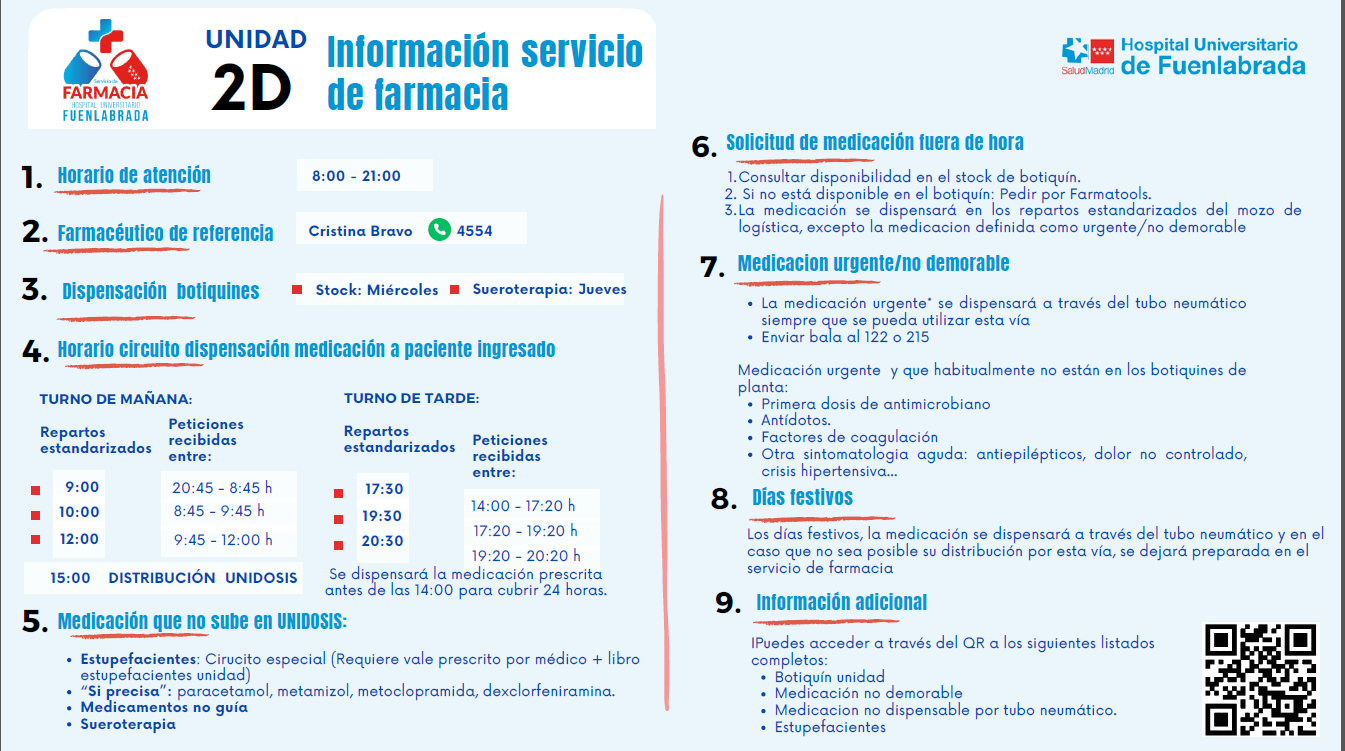 Servicio de
FARMACIA
HOSPITAL UNIVERSITARIO
FUENLABRADA
UNIDAD
2D
Información servicio
de farmacia
SaludMadrid
Hospital Universitario
de Fuenlabrada
1. Horario de atención
8:00 - 21:00
2. Farmacéutico de referencia
Cristina Bravo 4554
3. Dispensación botiquines
Stock: Miércoles Sueroterapia: Jueves
4. Horario circuito dispensación medicación a paciente ingresado
TURNO DE MAÑANA:
Repartos
estandarizados
Peticiones
recibidas
entre:
9:00 20:45 - 8:45 h
10:00 8:45 - 9:45 h
12:00 9:45 - 12:00 h
15:00 DISTRIBUCIÓN UNIDOSIS
TURNO DE TARDE:
Repartos
estandarizados
Peticiones
recibidas
entre:
17:30 14:00 - 17:20 h
19:30 17:20 - 19:20 h
20:30 19:20 - 20:20 h
Se dispensará la medicación prescrita
antes de las 14:00 para cubrir 24 horas.
5. Medicación que no sube en UNIDOSIS:
• Estupefacientes: Cirucito especial (Requiere vale prescrito por médico + libro
estupefacientes unidad)
• “Si precisa”: paracetamol, metamizol, metoclopramida, dexclorfeniramina.
• Medicamentos no guía
• Sueroterapia
6. Solicitud de medicación fuera de hora
1. Consultar disponibilidad en el stock de botiquín.
2. Si no está disponible en el botiquín: Pedir por Farmatools.
3. La medicación se dispensará en los repartos estandarizados del mozo de
logística, excepto la medicacion definida como urgente/no demorable
7. Medicacion urgente/no demorable
• La medicación urgente* se dispensará a través del tubo neumático
siempre que se pueda utilizar esta vía
• Enviar bala al 122 o 215
Medicación urgente y que habitualmente no están en los botiquines de
planta:
• Primera dosis de antimicrobiano
• Antídotos.
• Factores de coagulación
• Otra sintomatologia aguda: antiepilépticos, dolor no controlado,
crisis hipertensiva...
8. Días festivos
Los días festivos, la medicación se dispensará a través del tubo neumático y en el
caso que no sea posible su distribución por esta vía, se dejará preparada en el
servicio de farmacia
9. Información adicional
IPuedes acceder a través del QR a los siguientes listados
completos:
• Botiquín unidad
• Medicación no demorable
• Medicacion no dispensable por tubo neumático.
• Estupefacientes